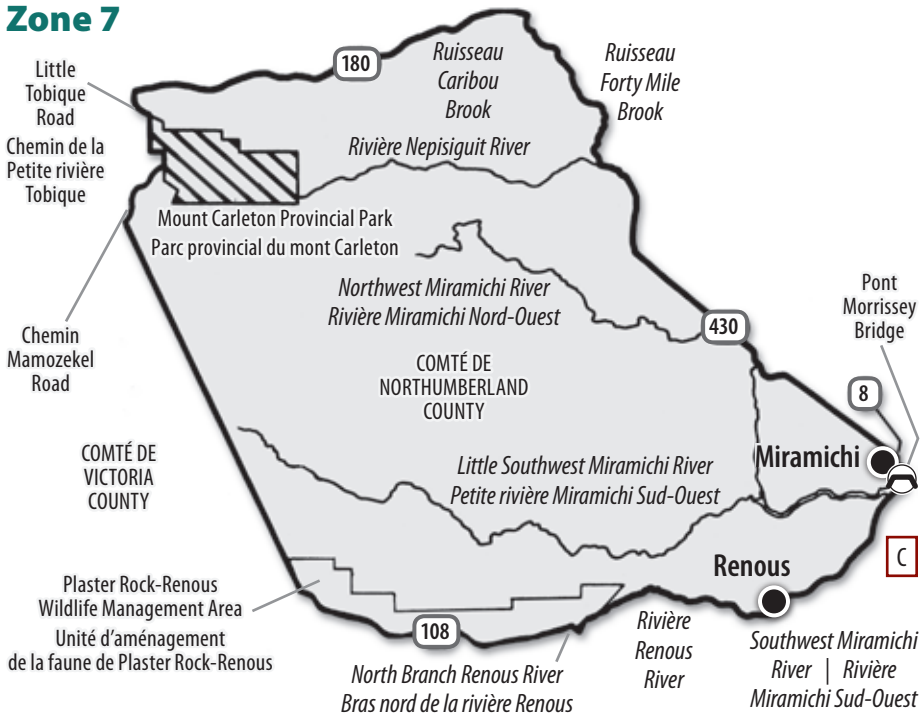 Zone 7
Little
Tobique
Road
Chemin de la
Petite rivière
Tobique
180
Ruisseau
Caribou
Brook
Ruisseau
Forty Mile
Brook
Rivière Nepisiguit River
Mount Carleton Provincial Park
Parc provincial du mont Carleton
Northwest Miramichi River
Rivière Miramichi Nord-Ouest
430
Pont
Morrissey
Bridge
Chemin
Mamozekel
Road
COMTÉ DE
NORTHUMBERLAND
COUNTY
8
COMTÉ DE
VICTORIA
COUNTY
Little Southwest Miramichi River
Petite rivière Miramichi Sud-Ouest
Miramichi
C
Renous
Plaster Rock-Renous
Wildlife Management Area
Unité d'aménagement
de la faune de Plaster Rock-Renous
108
North Branch Renous River
Bras nord de la rivière Renous
Rivière
Renous
River
Southwest Miramichi
River | Rivière
Miramichi Sud-Ouest